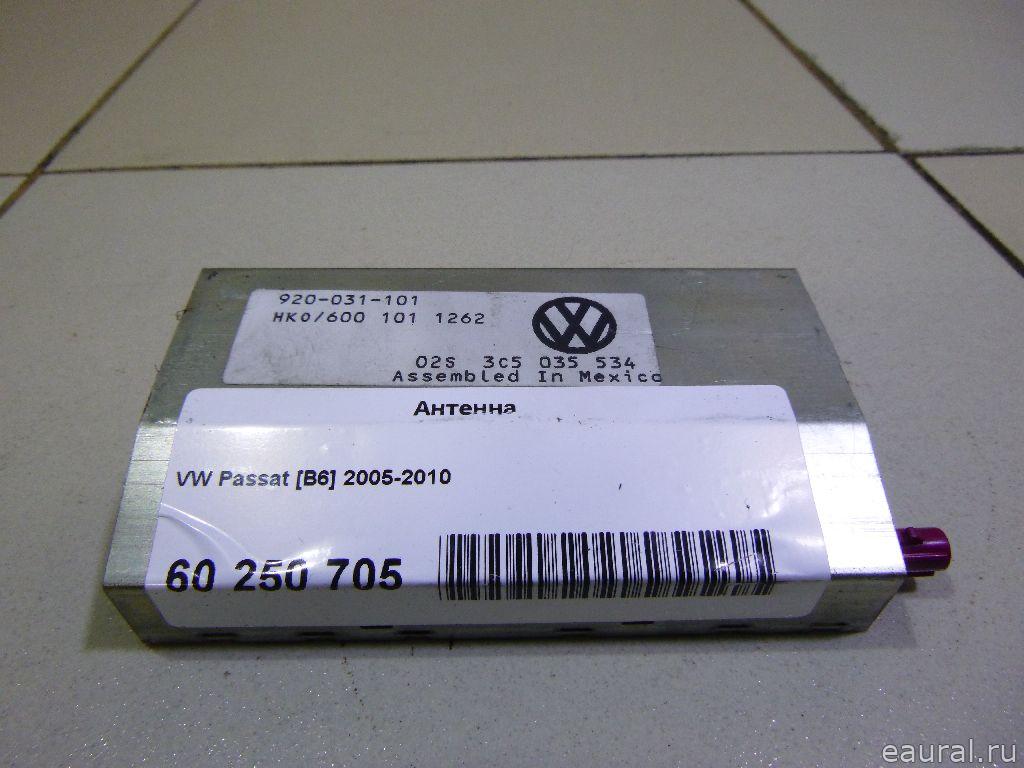 920-031-101
HKO/600 101 1262
02S 3C5 035 534
Assembled In Mexico
Антенна
VW Passat [B6] 2005-2010
60 250 705
eaural.ru